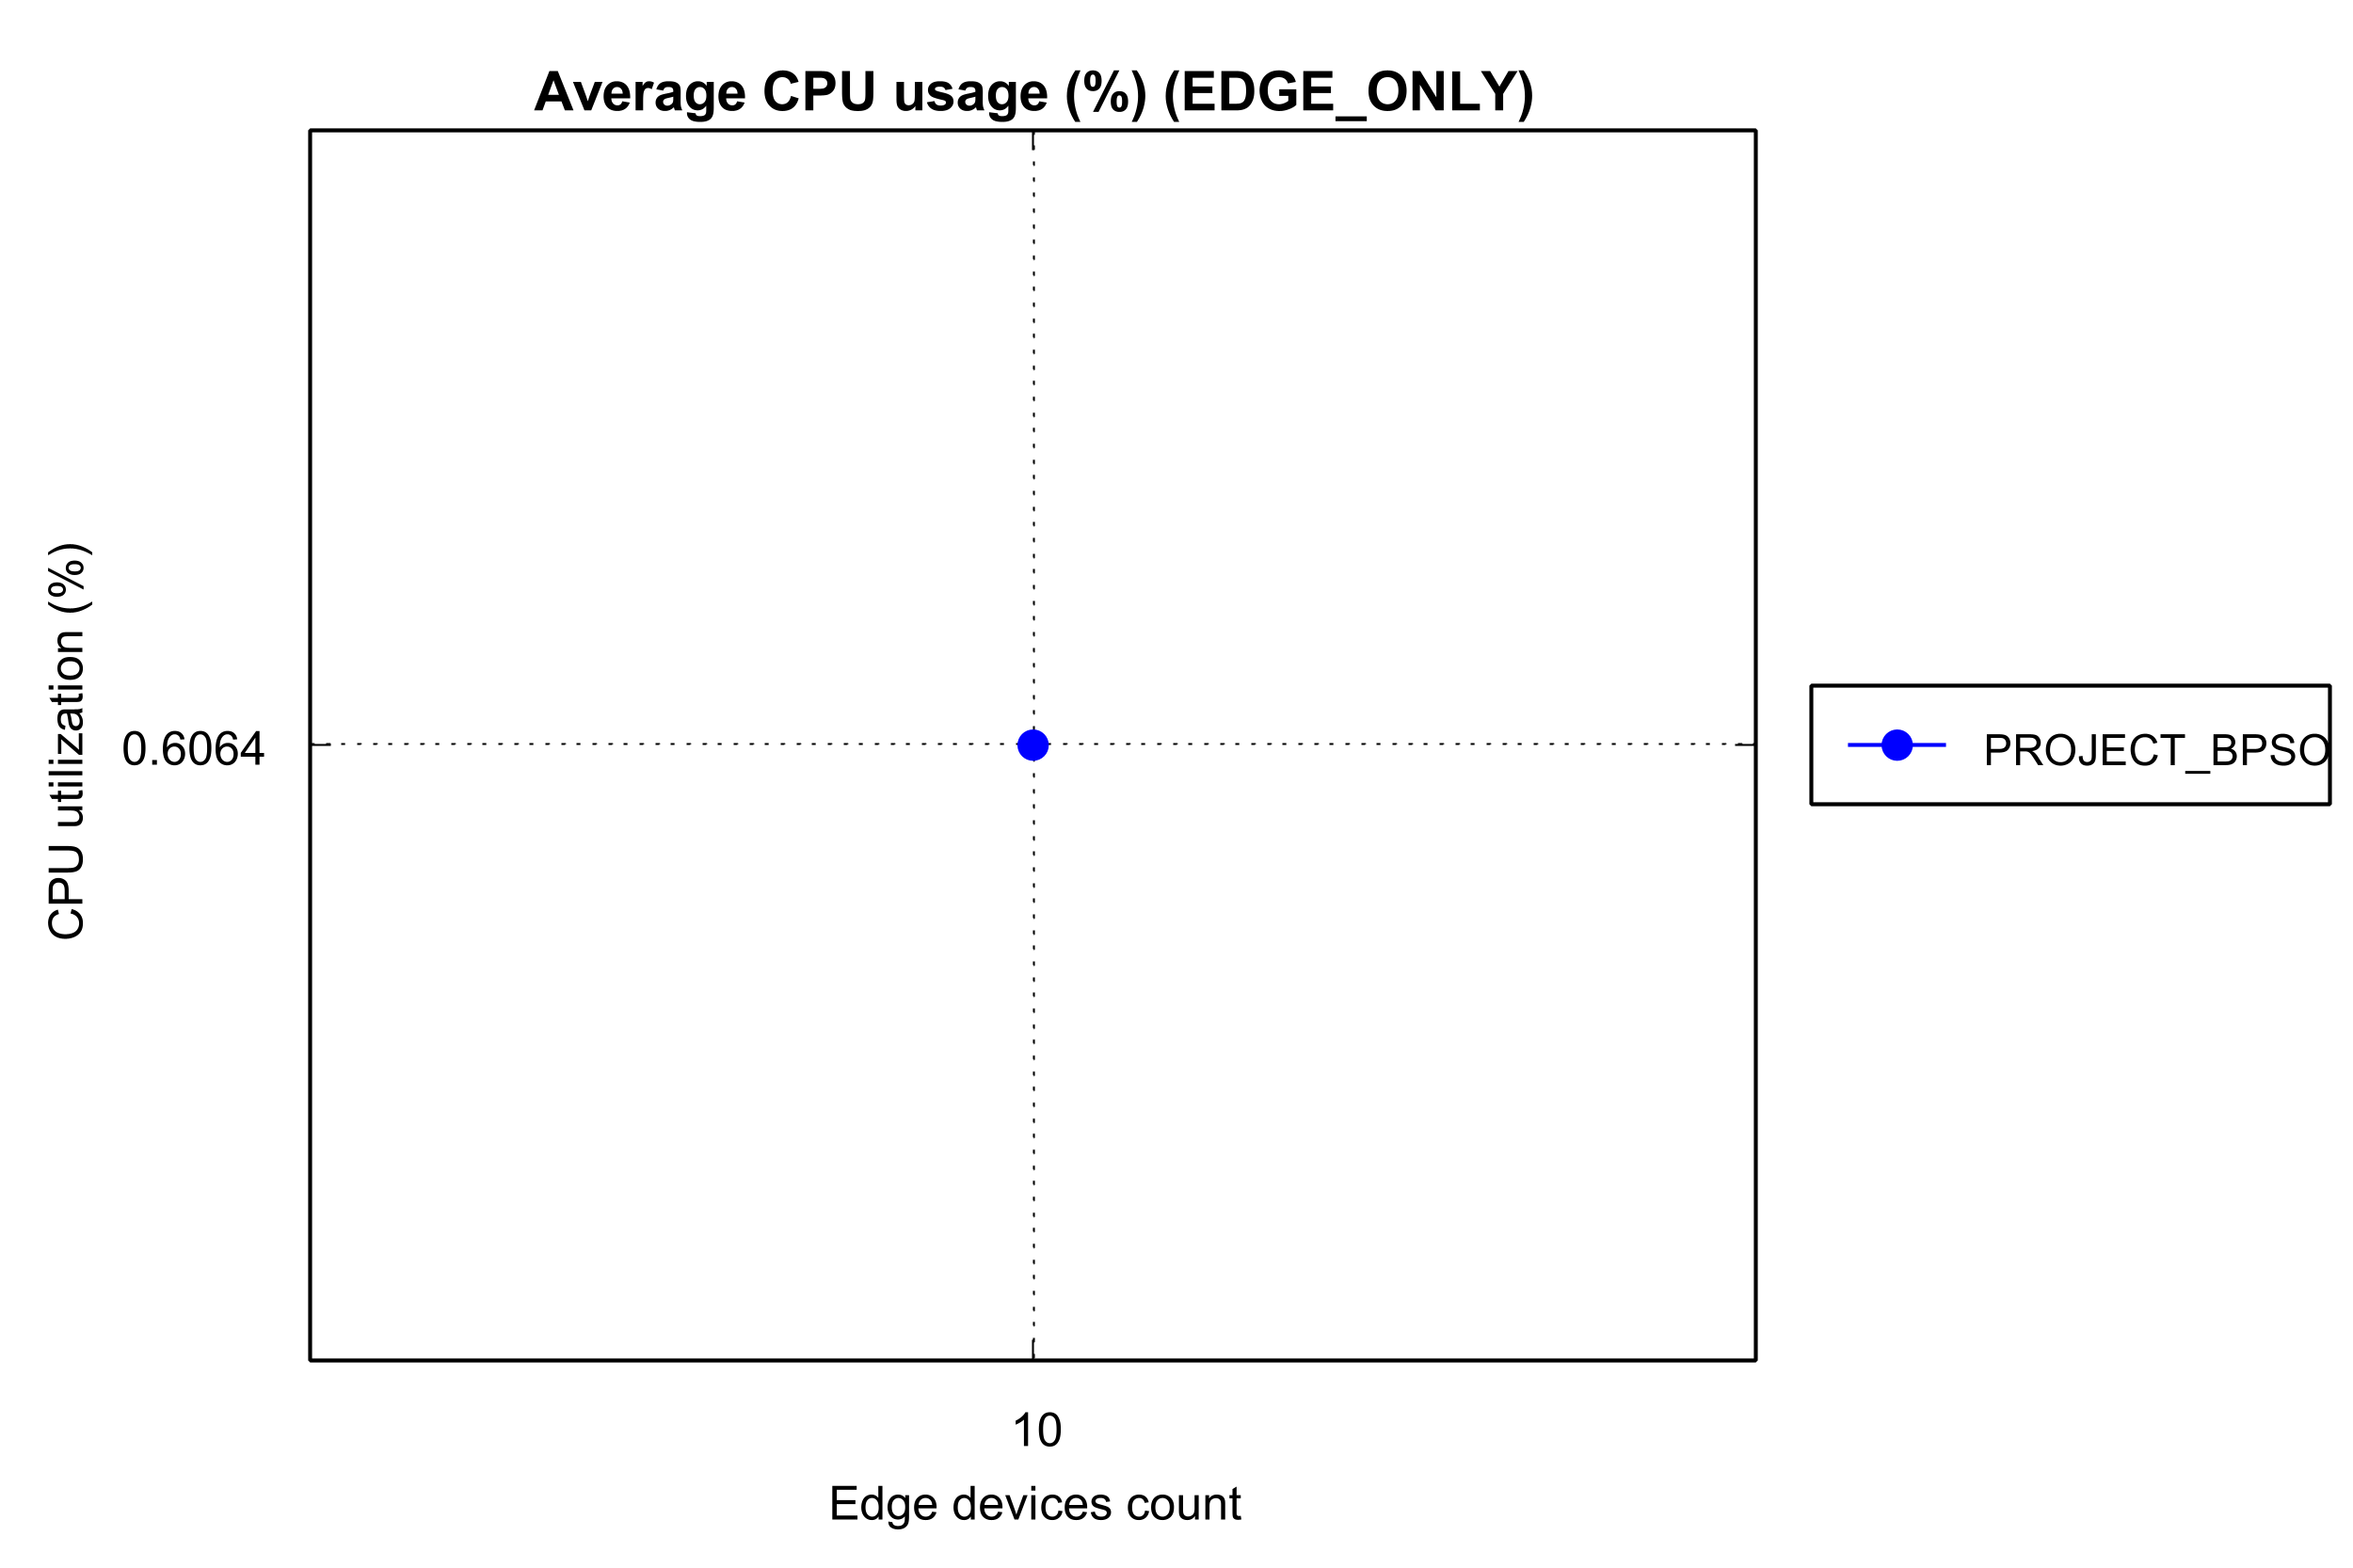 Average CPU usage (%) (EDGE_ONLY)
CPU utilization (%)
0.6064
PROJECT_BPSO
10
Edge devices count